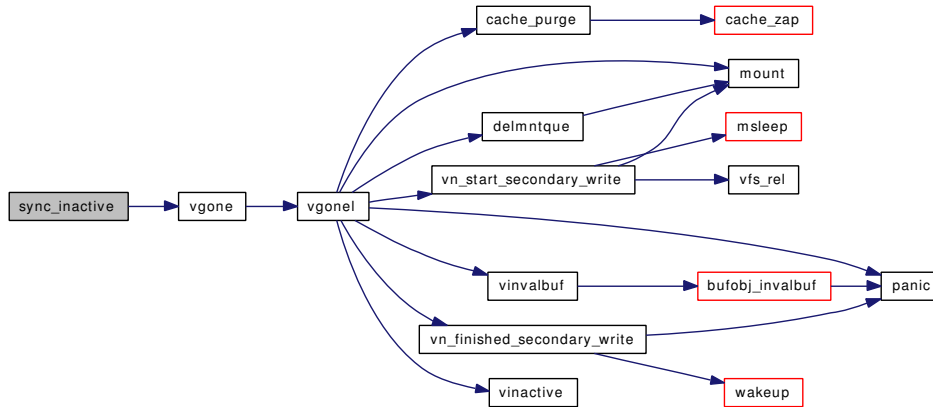 cache_purge
cache_zap
mount
delmntque
msleep
vn_start_secondary_write
vfs_rel
sync_inactive
vgone
vgonel
vinvalbuf
bufobj_invalbuf
panic
vn_finished_secondary_write
vinactive
wakeup